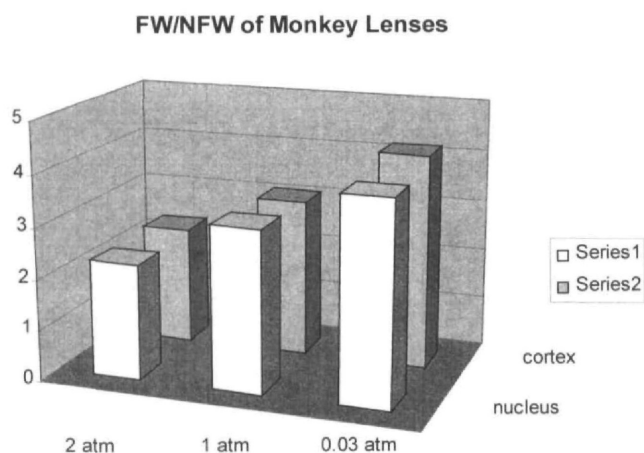 FW/NFW of Monkey Lenses
5
4
3
2
1
0
Series1
Series2
cortex
nucleus
2 atm 1 atm 0.03 atm